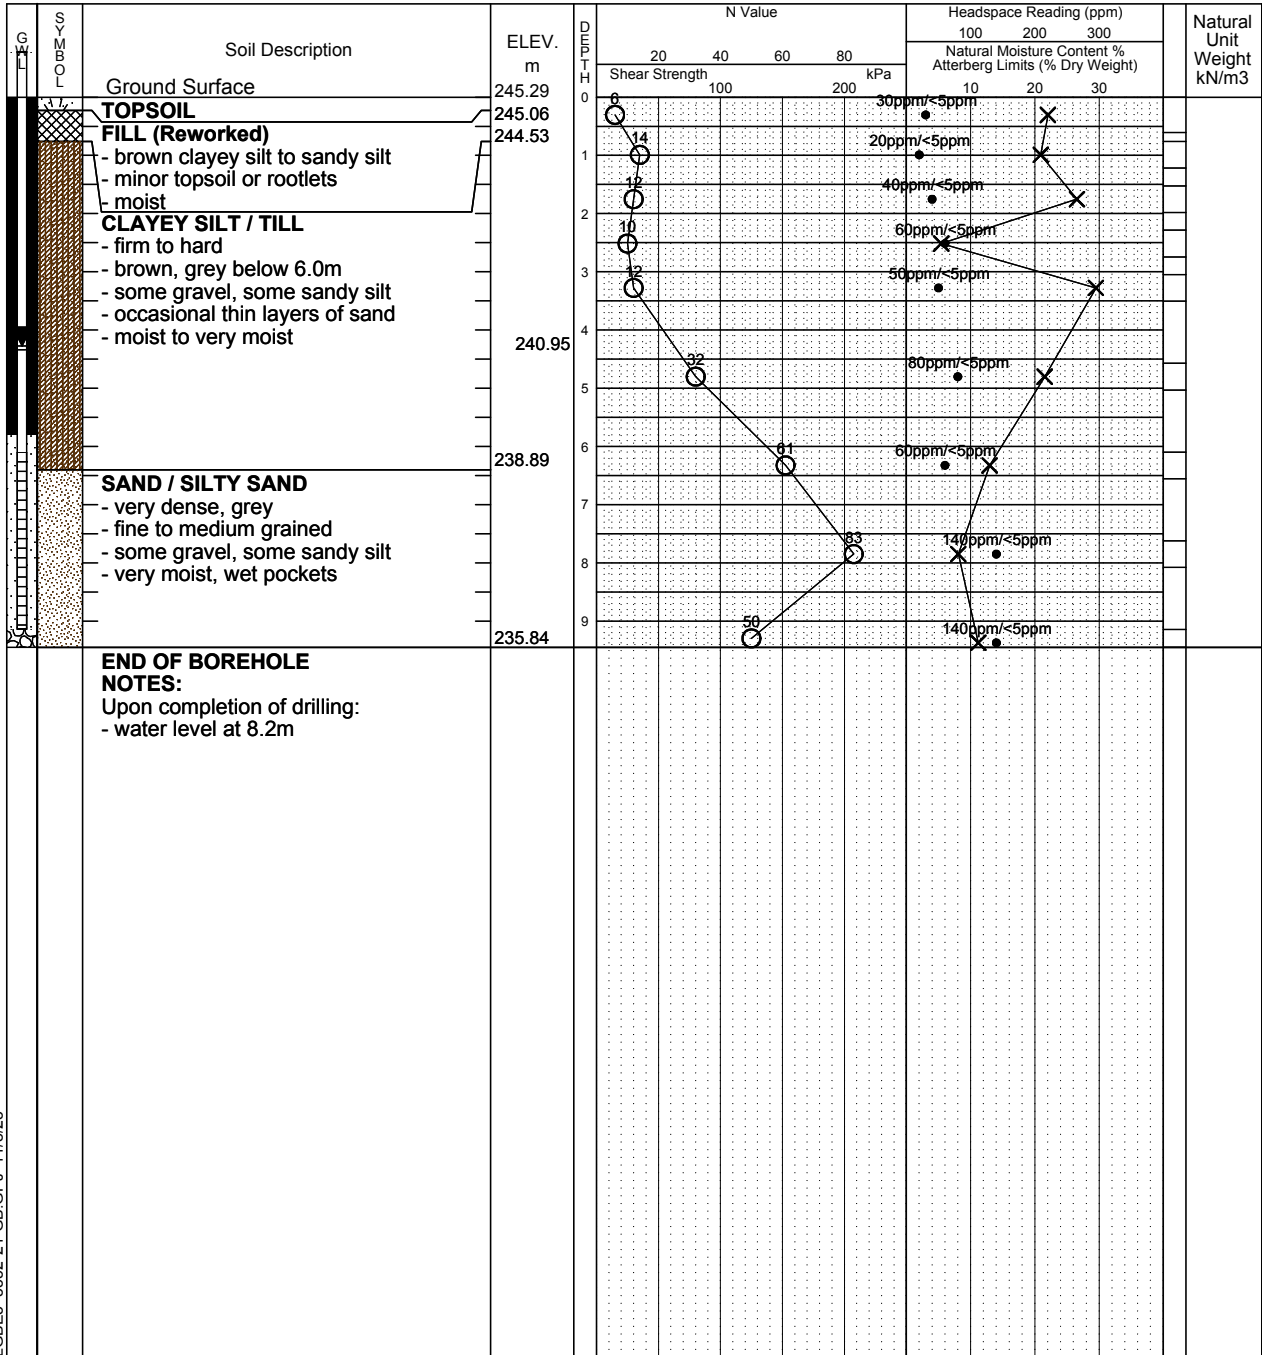 GWL
SYMBOL
Soil Description
ELEV.
m
DEPTH
N Value
20 40 60 80
Shear Strength kPa
100 200
Headspace Reading (ppm)
100 200 300
Natural Moisture Content %
Atterberg Limits (% Dry Weight)
10 20 30
Natural
Unit
Weight
kN/m3
Ground Surface 245.29 0
TOPSOIL 245.06
FILL (Reworked) 244.53
- brown clayey silt to sandy silt
- minor topsoil or rootlets
- moist
CLAYEY SILT / TILL
- firm to hard
- brown, grey below 6.0m
- some gravel, some sandy silt
- occasional thin layers of sand
- moist to very moist 240.95
238.89
SAND / SILTY SAND
- very dense, grey
- fine to medium grained
- some gravel, some sandy silt
- very moist, wet pockets
235.84
END OF BOREHOLE
NOTES:
Upon completion of drilling:
- water level at 8.2m
1
2
3
4
5
6
7
8
9
6 30ppm/<5ppm
14 20ppm/<5ppm
12 40ppm/<5ppm
10 60ppm/<5ppm
12 50ppm/<5ppm
32 80ppm/<5ppm
61 60ppm/<5ppm
83 140ppm/<5ppm
50 140ppm/<5ppm